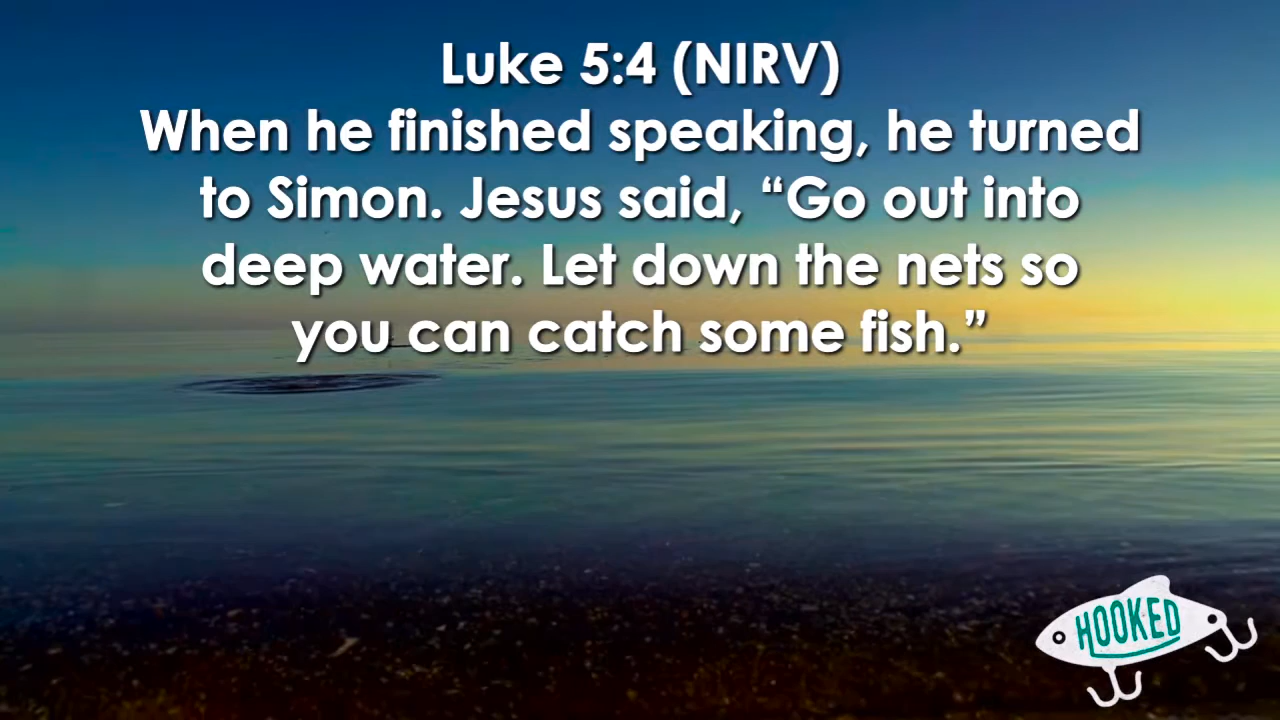 Luke 5:4 (NIRV)
When he finished speaking, he turned
to Simon. Jesus said, “Go out into
deep water. Let down the nets so
you can catch some fish.”
HOOKED